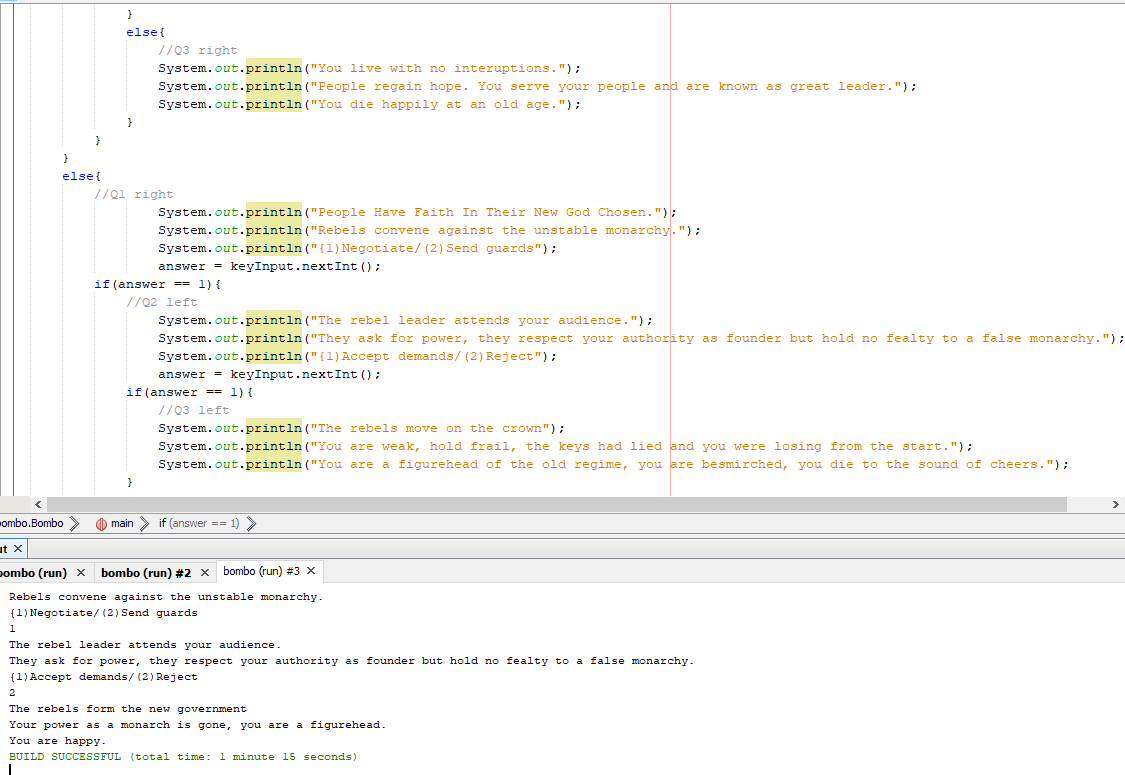 }
else{
//Q3 right
System.out.println("You live with no interuptions.");
System.out.println("People regain hope. You serve your people and are known as great leader.");
System.out.println("You die happily at an old age.");
}
}
}
else{
//Q1 right
System.out.println("People Have Faith In Their New God Chosen.");
System.out.println("Rebels convene against the unstable monarchy.");
System.out.println("{1)Negotiate/(2)Send guards");
answer = keyInput.nextInt();
if(answer == 1){
//Q2 left
System.out.println("The rebel leader attends your audience.");
System.out.println("They ask for power, they respect your authority as founder but hold no fealty to a false monarchy.");
System.out.println("{1)Accept demands/(2)Reject");
answer = keyInput.nextInt();
if(answer == 1){
//Q3 left
System.out.println("The rebels move on the crown");
System.out.println("You are weak, hold frail, the keys had lied and you were losing from the start.");
System.out.println("You are a figurehead of the old regime, you are besmirched, you die to the sound of cheers.");
}
ombo.Bombo main if (answer == 1)
ut
bombo (run) bombo (run) #2 bombo (run) #3
Rebels convene against the unstable monarchy.
{1)Negotiate/(2)Send guards
1
The rebel leader attends your audience.
They ask for power, they respect your authority as founder but hold no fealty to a false monarchy.
{1)Accept demands/(2)Reject
2
The rebels form the new government
Your power as a monarch is gone, you are a figurehead.
You are happy.
BUILD SUCCESSFUL (total time: 1 minute 15 seconds)